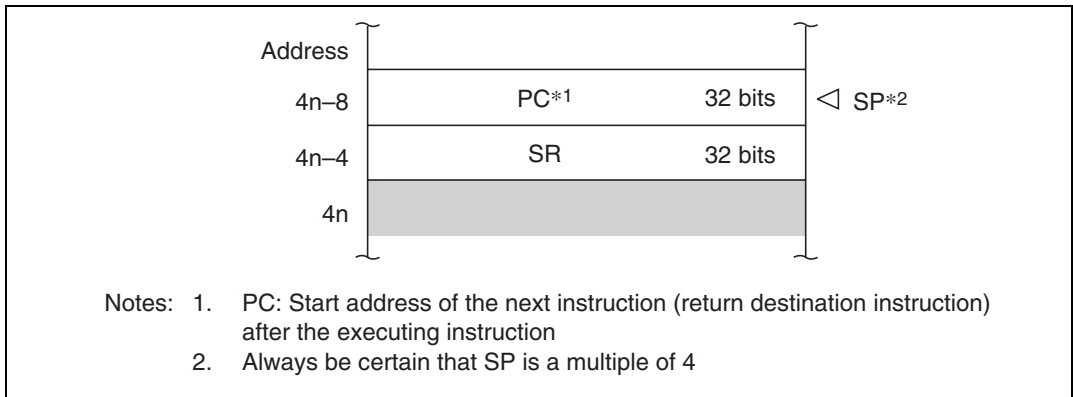 Address
4n–8 PC*1 32 bits ◁ SP*2
4n–4 SR 32 bits
4n
Notes: 1. PC: Start address of the next instruction (return destination instruction)
after the executing instruction
2. Always be certain that SP is a multiple of 4